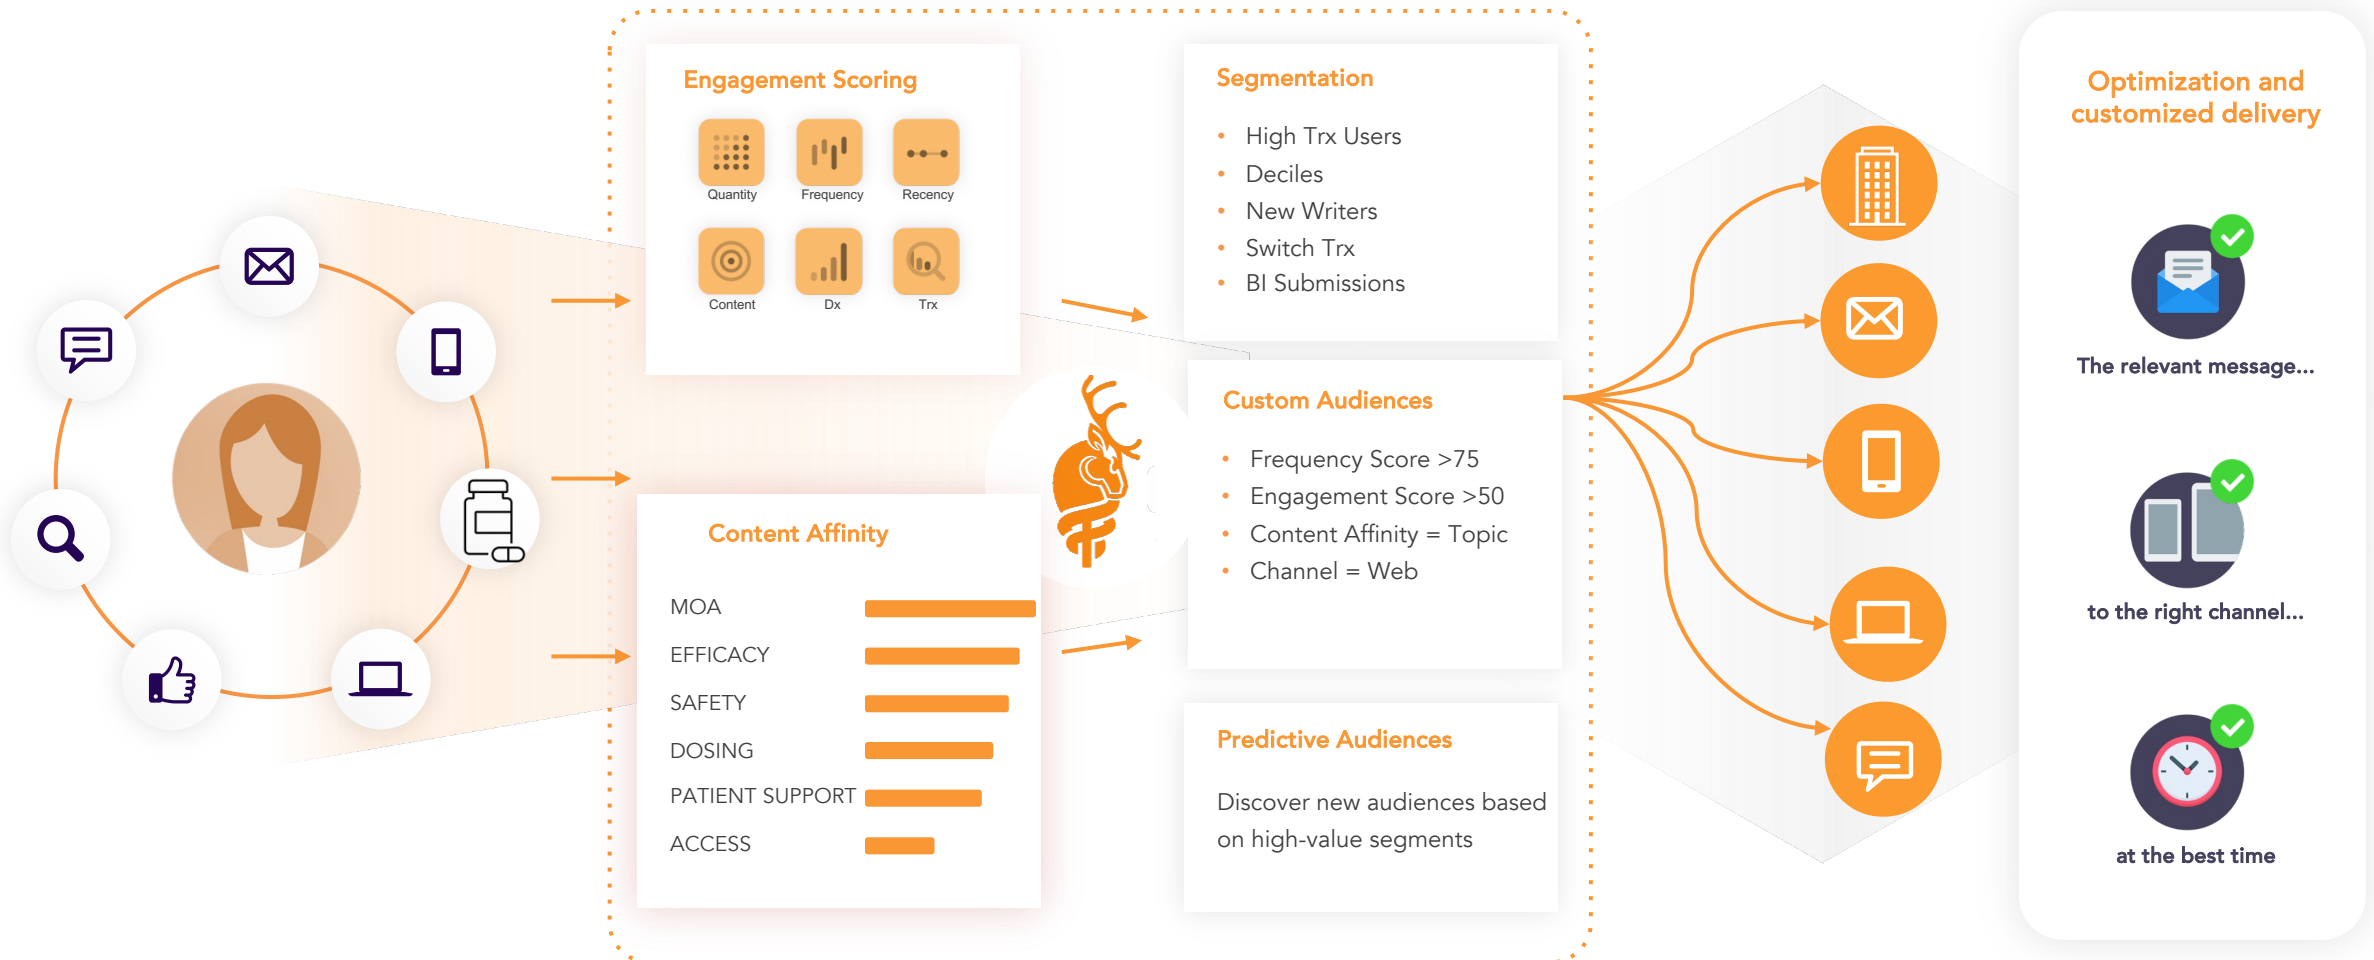 Engagement Scoring
Quantity
Frequency
Recency
Content
Dx
Trx
Content Affinity
MOA
EFFICACY
SAFETY
DOSING
PATIENT SUPPORT
ACCESS
Segmentation
• High Trx Users
• Deciles
• New Writers
• Switch Trx
• BI Submissions
Custom Audiences
• Frequency Score >75
• Engagement Score >50
• Content Affinity = Topic
• Channel = Web
Predictive Audiences
Discover new audiences based
on high-value segments
Optimization and
customized delivery
The relevant message...
to the right channel...
at the best time